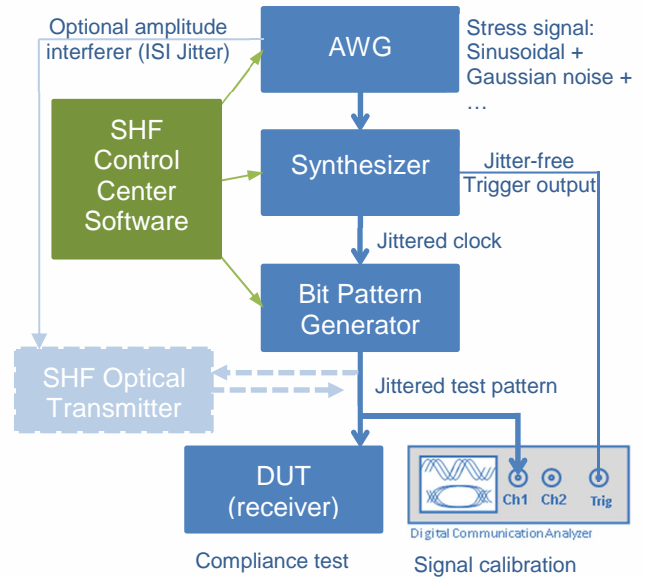 Optional amplitude
interferer (ISI Jitter)
AWG
Stress signal:
Sinusoidal +
Gaussian noise +
…
SHF
Control
Center
Software
Synthesizer
Jitter-free
Trigger output
Jittered clock
Bit Pattern
Generator
SHF Optical
Transmitter
Jittered test pattern
DUT
(receiver)
Ch1
Ch2
Trig
Digital Communication Analyzer
Compliance test
Signal calibration